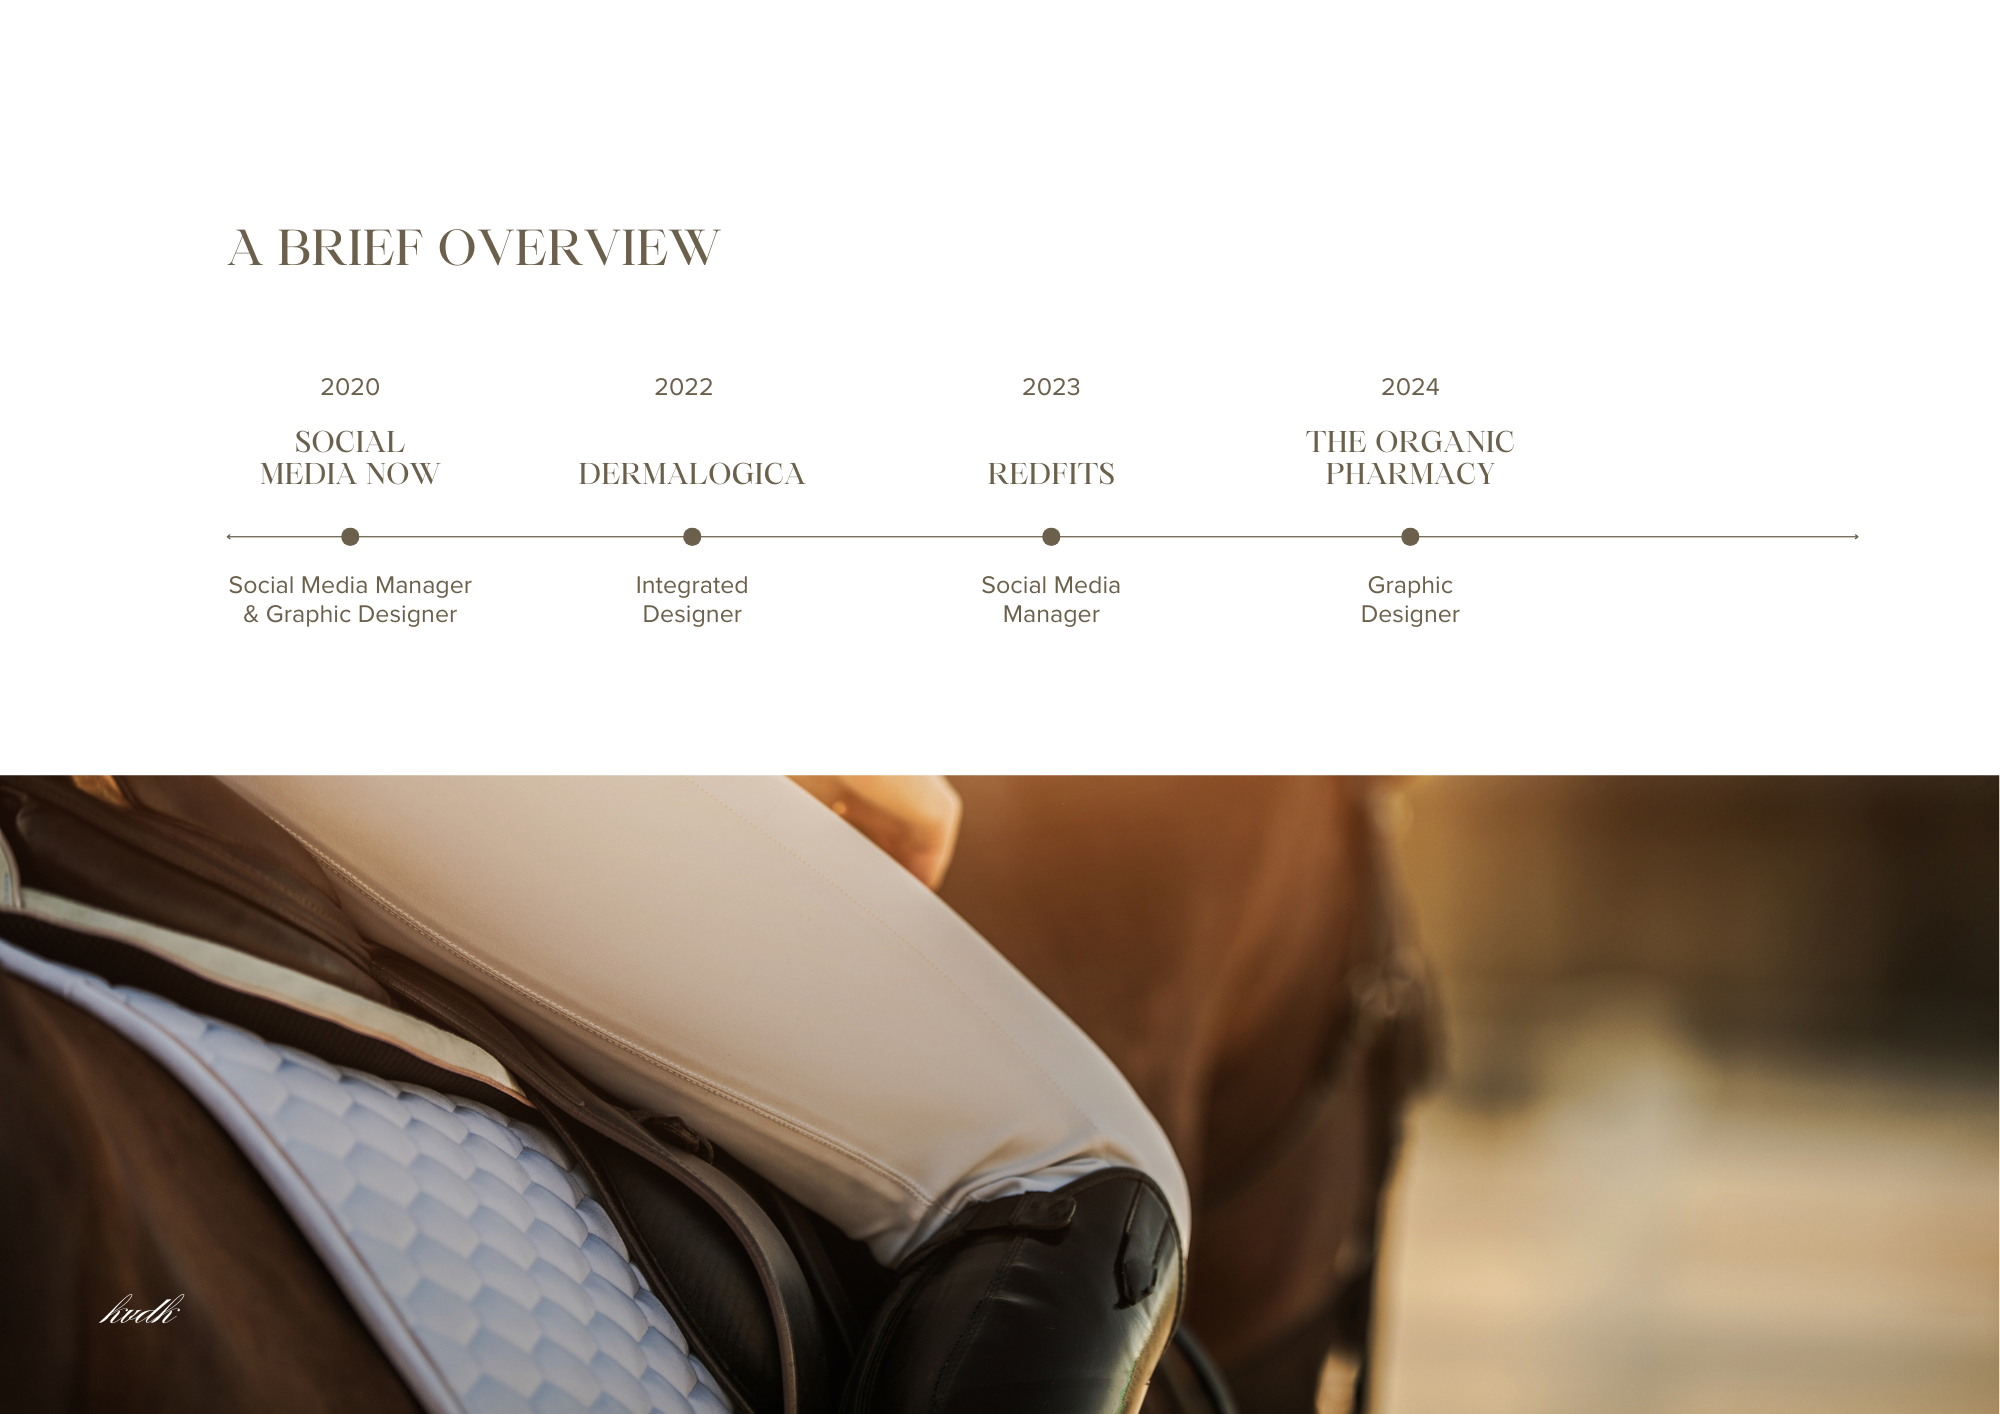 A BRIEF OVERVIEW
2020
SOCIAL
MEDIA NOW
Social Media Manager
& Graphic Designer
2022
DERMALOGICA
Integrated
Designer
2023
REDFITS
Social Media
Manager
2024
THE ORGANIC
PHARMACY
Graphic
Designer
hvdh